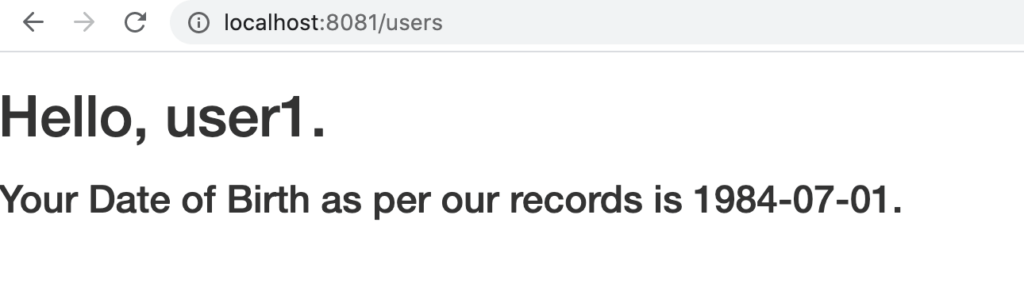 localhost:8081/users
Hello, user1.
Your Date of Birth as per our records is 1984-07-01.